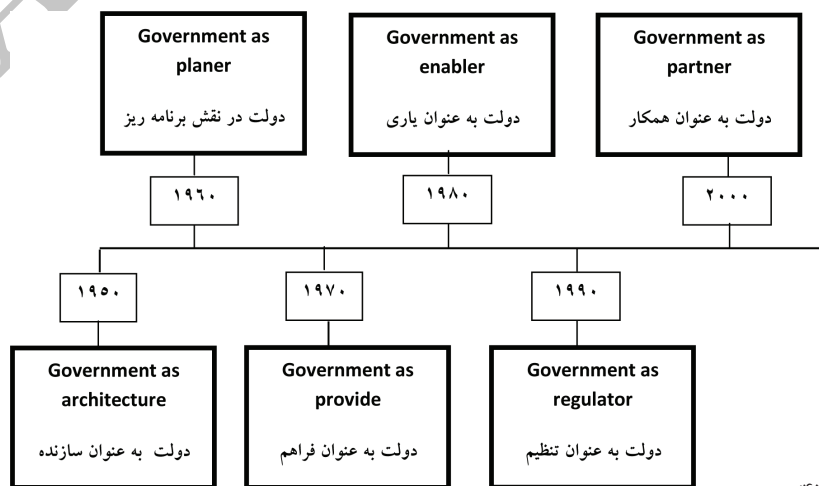 Government as
planer
دولت در نقش برنامه ریز
Government as
enabler
دولت به عنوان یاری
Government as
partner
دولت به عنوان همکار
۱۹٦۰
۱۹۸۰
۲۰۰۰
۱۹٥۰
۱۹۷۰
۱۹۹۰
Government as
architecture
دولت به عنوان سازنده
Government as
provide
دولت به عنوان فراهم
Government as
regulator
دولت به عنوان تنظیم